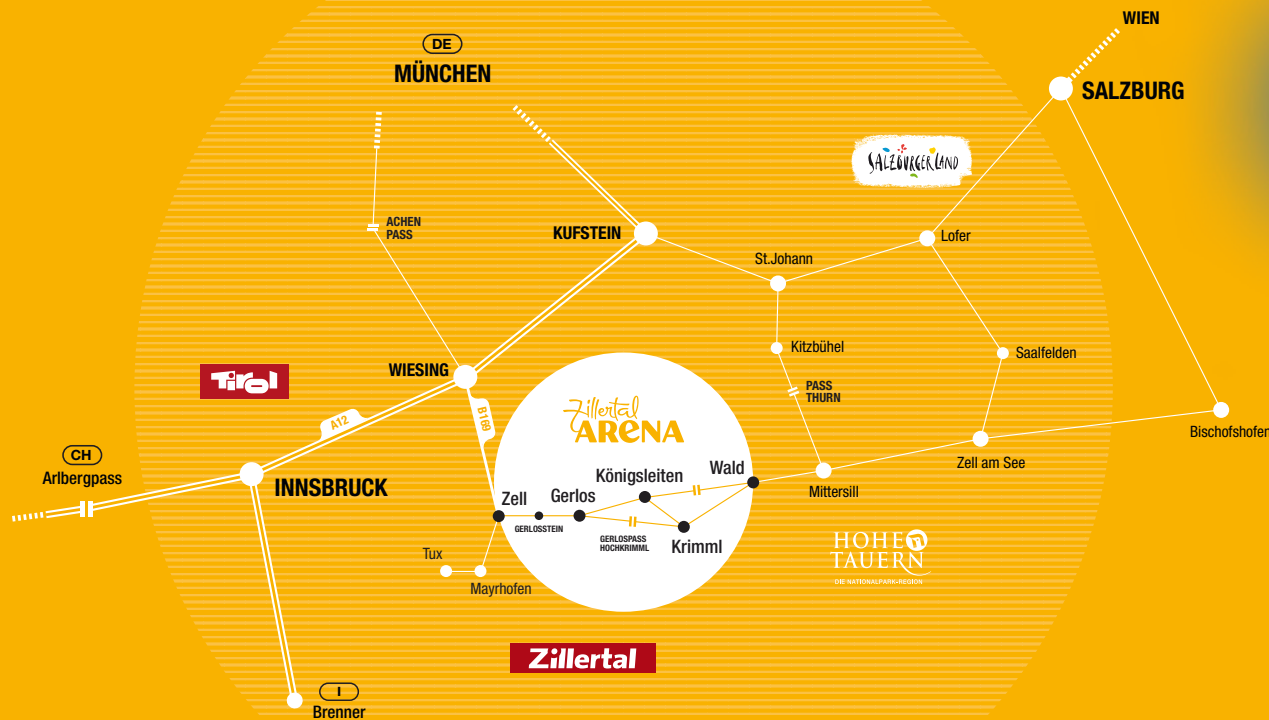 WIEN
DE
MÜNCHEN
SALZBURG
SALZBURGERLAND
ACHEN
PASS
KUFSTEIN
Lofer
St.Johann
Kitzbühel
Saalfelden
WIESING
Tirol
PASS
THURN
A12
B169
Zillertal
ARENA
Bischofshofen
CH
Arlbergpass
INNSBRUCK
Königsleiten
Wald
Zell am See
Mittersill
Zell
Gerlos
GERLOSSTEIN
GERLOSPASS
HOCHKRIMML
Krimml
Tux
Mayrhofen
HOHE
TAUERN
DIE NATIONALPARK-REGION
Zillertal
I
Brenner